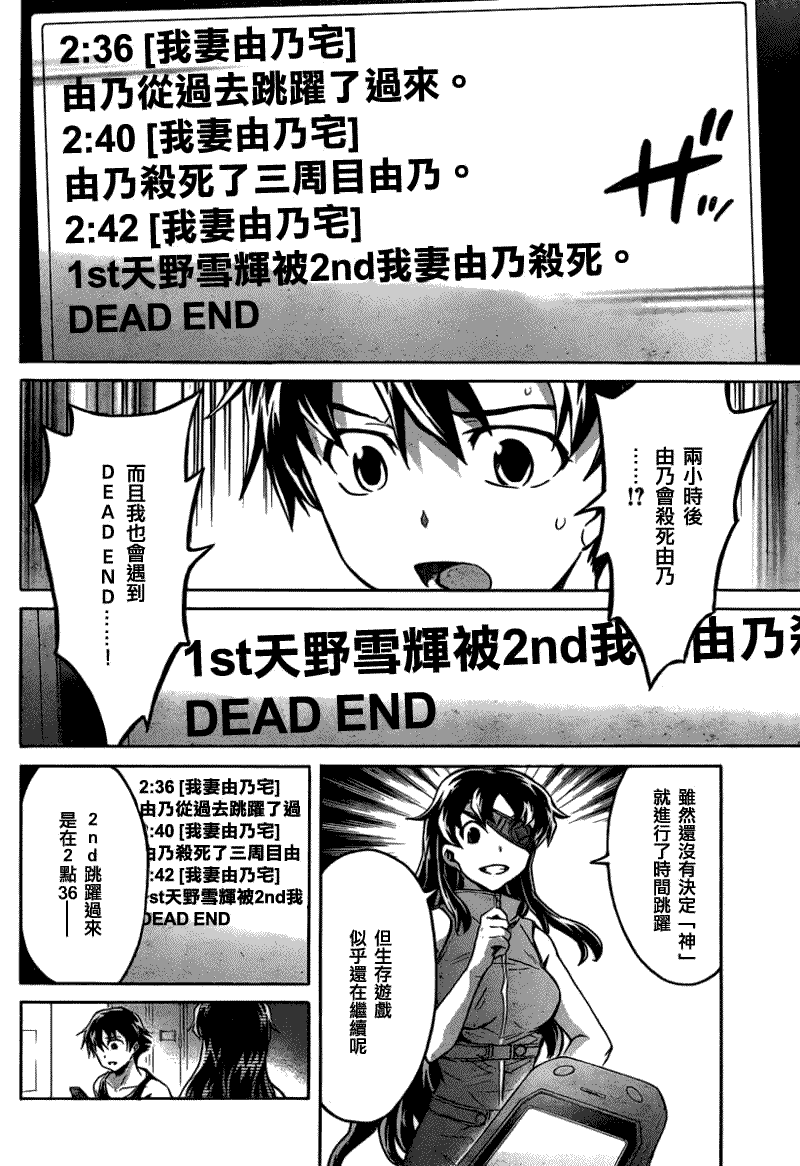 2:36 [我妻由乃宅]
由乃從過去跳躍了過來。
2:40 [我妻由乃宅]
由乃殺死了三周目由乃。
2:42 [我妻由乃宅]
1st天野雪輝被2nd我妻由乃殺死。
DEAD END
ザッ
兩小時後
由乃會殺死由乃
……!?
而且我也會遇到
DEAD END……!
1st天野雪輝被2nd我 由乃殺
DEAD END
雖然還沒有決定「神」
就進行了時間跳躍
但生存遊戲
似乎還在繼續呢
2:36 [我妻由乃宅]
由乃從過去跳躍了過
2:40 [我妻由乃宅]
由乃殺死了三周目由
2:42 [我妻由乃宅]
1st天野雪輝被2nd我
DEAD END
2nd跳躍過來
是在2點36——